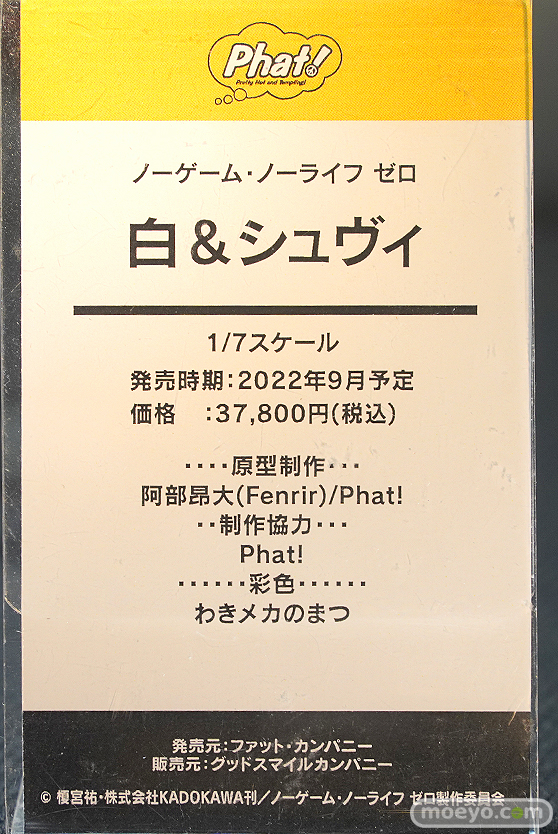 Phat!
Pretty Hot and Tempting!
ノーゲーム・ノーライフ ゼロ
白&シュヴィ
1/7スケール
発売時期:2022年9月予定
価格 :37,800円(税込)
････原型制作･･･
阿部昂大(Fenrir)/Phat!
･･制作協力･･･
Phat!
･･････彩色･･････
わきメカのまつ
発売元:ファット・カンパニー
販売元:グッドスマイルカンパニー
© 榎宮祐・株式会社KADOKAWA刊/ノーゲーム・ノーライフ ゼロ製作委員会
moeyo.com